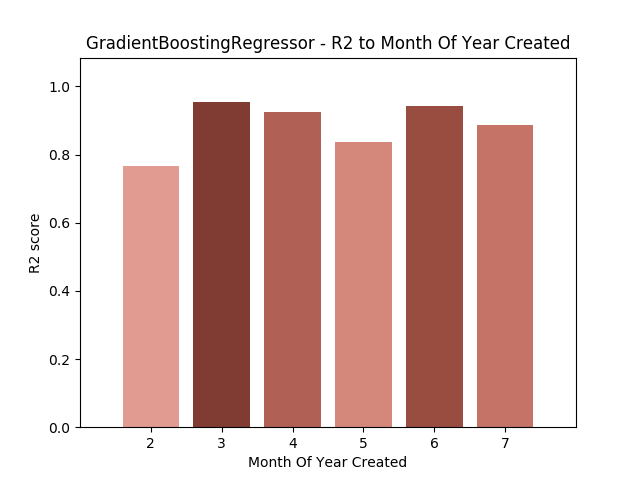 GradientBoostingRegressor - R2 to Month Of Year Created
1.0
0.8
0.6
0.4
0.2
0.0
R2 score
2 3 4 5 6 7
Month Of Year Created